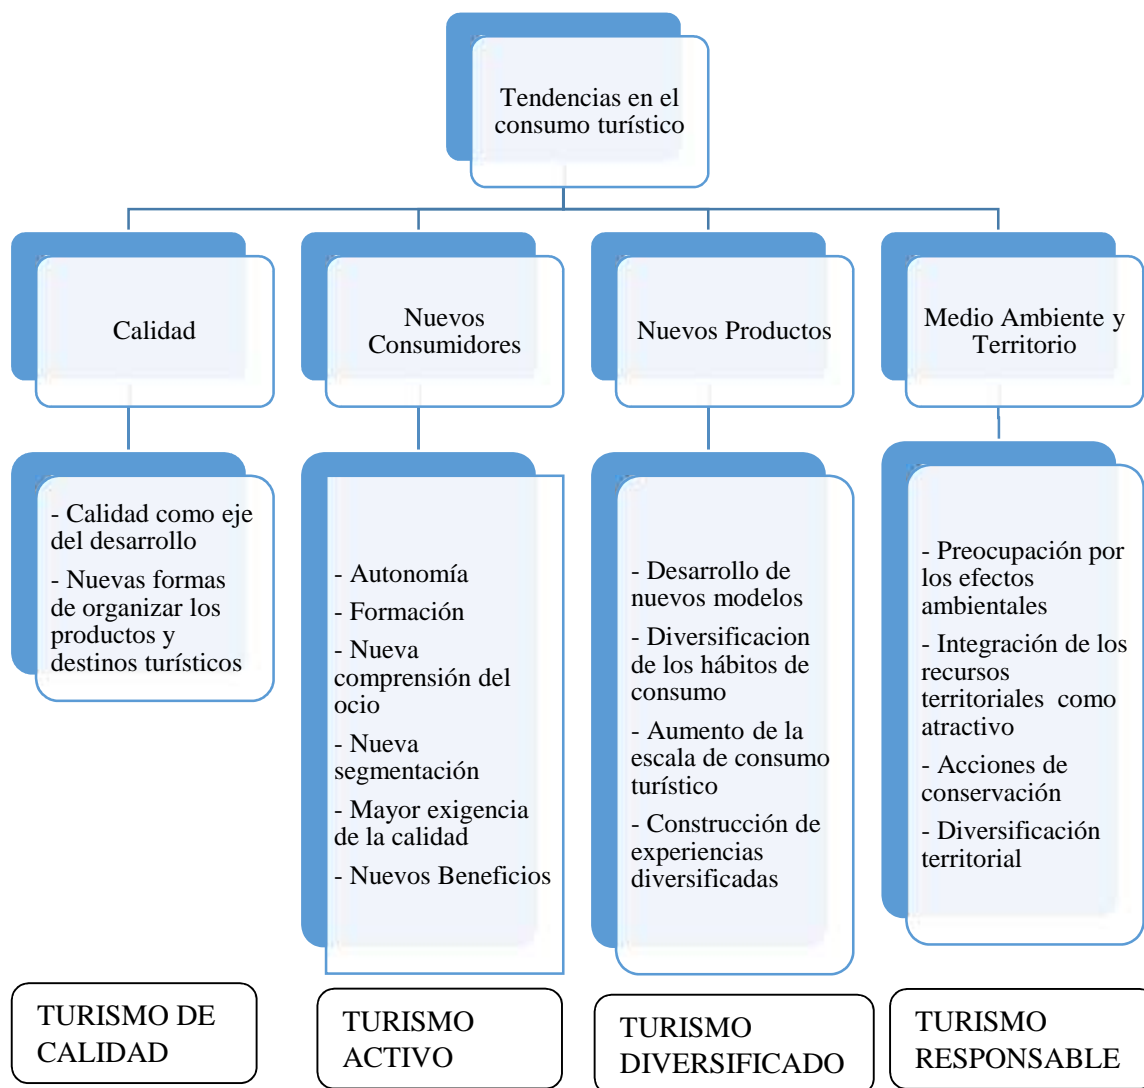 Tendencias en el
consumo turístico
Calidad
Nuevos
Consumidores
Nuevos Productos
Medio Ambiente y
Territorio
- Calidad como eje
del desarrollo
- Nuevas formas
de organizar los
productos y
destinos turísticos
- Autonomía
- Formación
- Nueva
comprensión del
ocio
- Nueva
segmentación
- Mayor exigencia
de la calidad
- Nuevos Beneficios
- Desarrollo de
nuevos modelos
- Diversificacion
de los hábitos de
consumo
- Aumento de la
escala de consumo
turístico
- Construcción de
experiencias
diversificadas
- Preocupación por
los efectos
ambientales
- Integración de los
recursos
territoriales como
atractivo
- Acciones de
conservación
- Diversificación
territorial
TURISMO DE
CALIDAD
TURISMO
ACTIVO
TURISMO
DIVERSIFICADO
TURISMO
RESPONSABLE